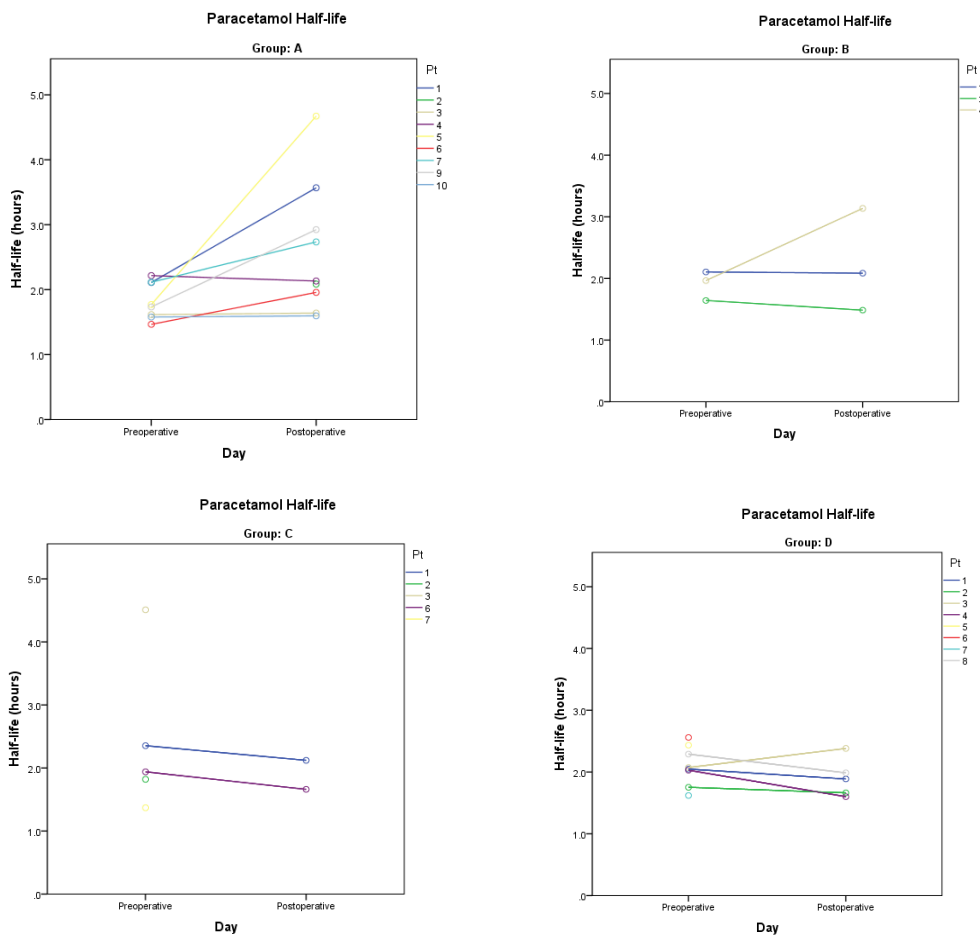 Paracetamol Half-life
Group: A
Pt
1
2
3
4
5
6
7
9
10
5.0
4.0
3.0
2.0
1.0
.0
Half-life (hours)
Preoperative
Postoperative
Day
Paracetamol Half-life
Group: B
5.0
4.0
3.0
2.0
1.0
.0
Half-life (hours)
Preoperative
Postoperative
Day
Paracetamol Half-life
Group: C
Pt
1
2
3
6
7
5.0
4.0
3.0
2.0
1.0
.0
Half-life (hours)
Preoperative
Postoperative
Day
Paracetamol Half-life
Group: D
Pt
1
2
3
4
5
6
7
8
5.0
4.0
3.0
2.0
1.0
.0
Half-life (hours)
Preoperative
Postoperative
Day